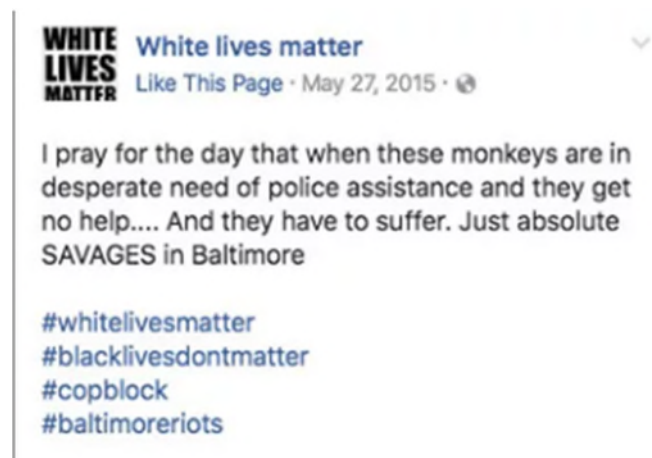 WHITE
LIVES
MATTER
White lives matter
Like This Page · May 27, 2015 ·
I pray for the day that when these monkeys are in
desperate need of police assistance and they get
no help.... And they have to suffer. Just absolute
SAVAGES in Baltimore
#whitelivesmatter
#blacklivesdontmatter
#copblock
#baltimoreriots